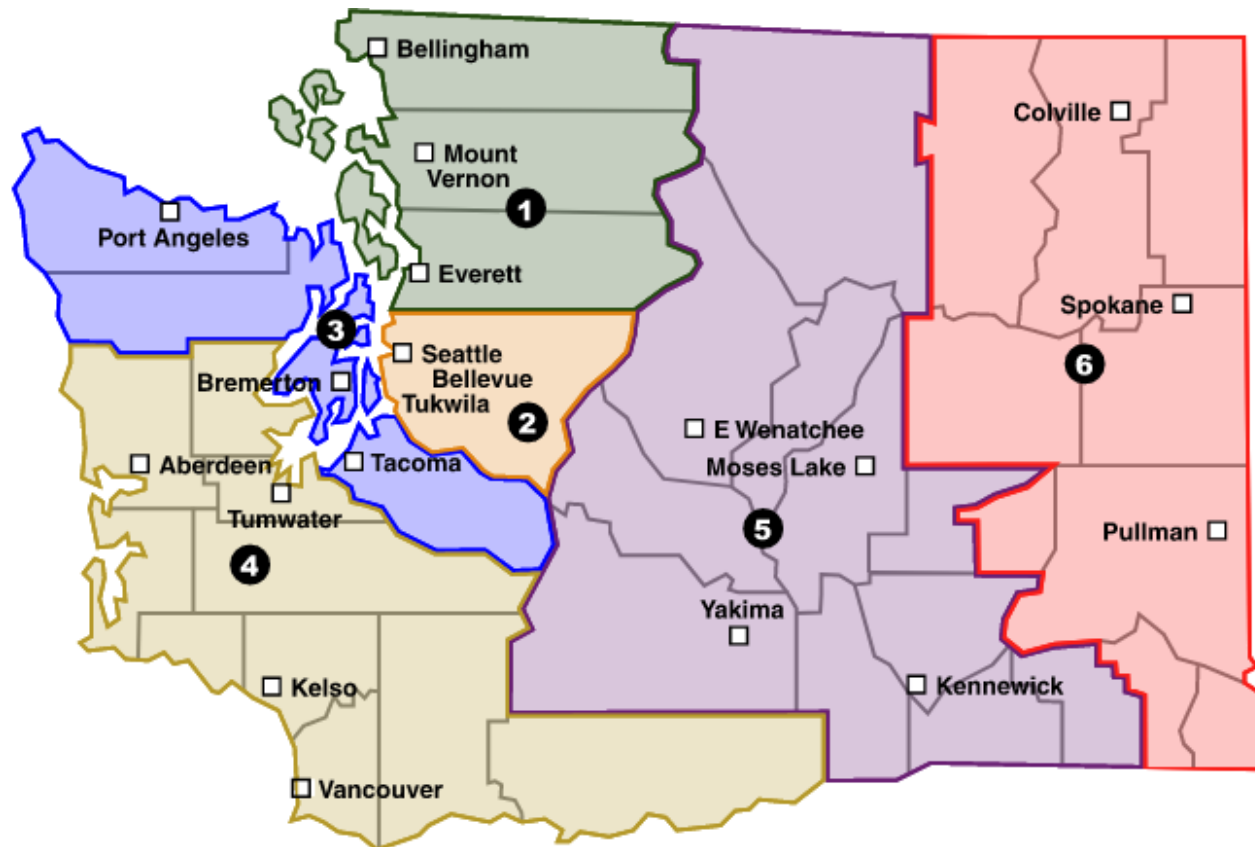 Bellingham
Colville
Mount
Vernon
1
Port Angeles
Everett
Spokane
3
Seattle
6
Bremerton
Bellevue
Tukwila
2
E Wenatchee
Aberdeen
Tacoma
Moses Lake
Tumwater
5
Pullman
4
Yakima
Kelso
Kennewick
Vancouver